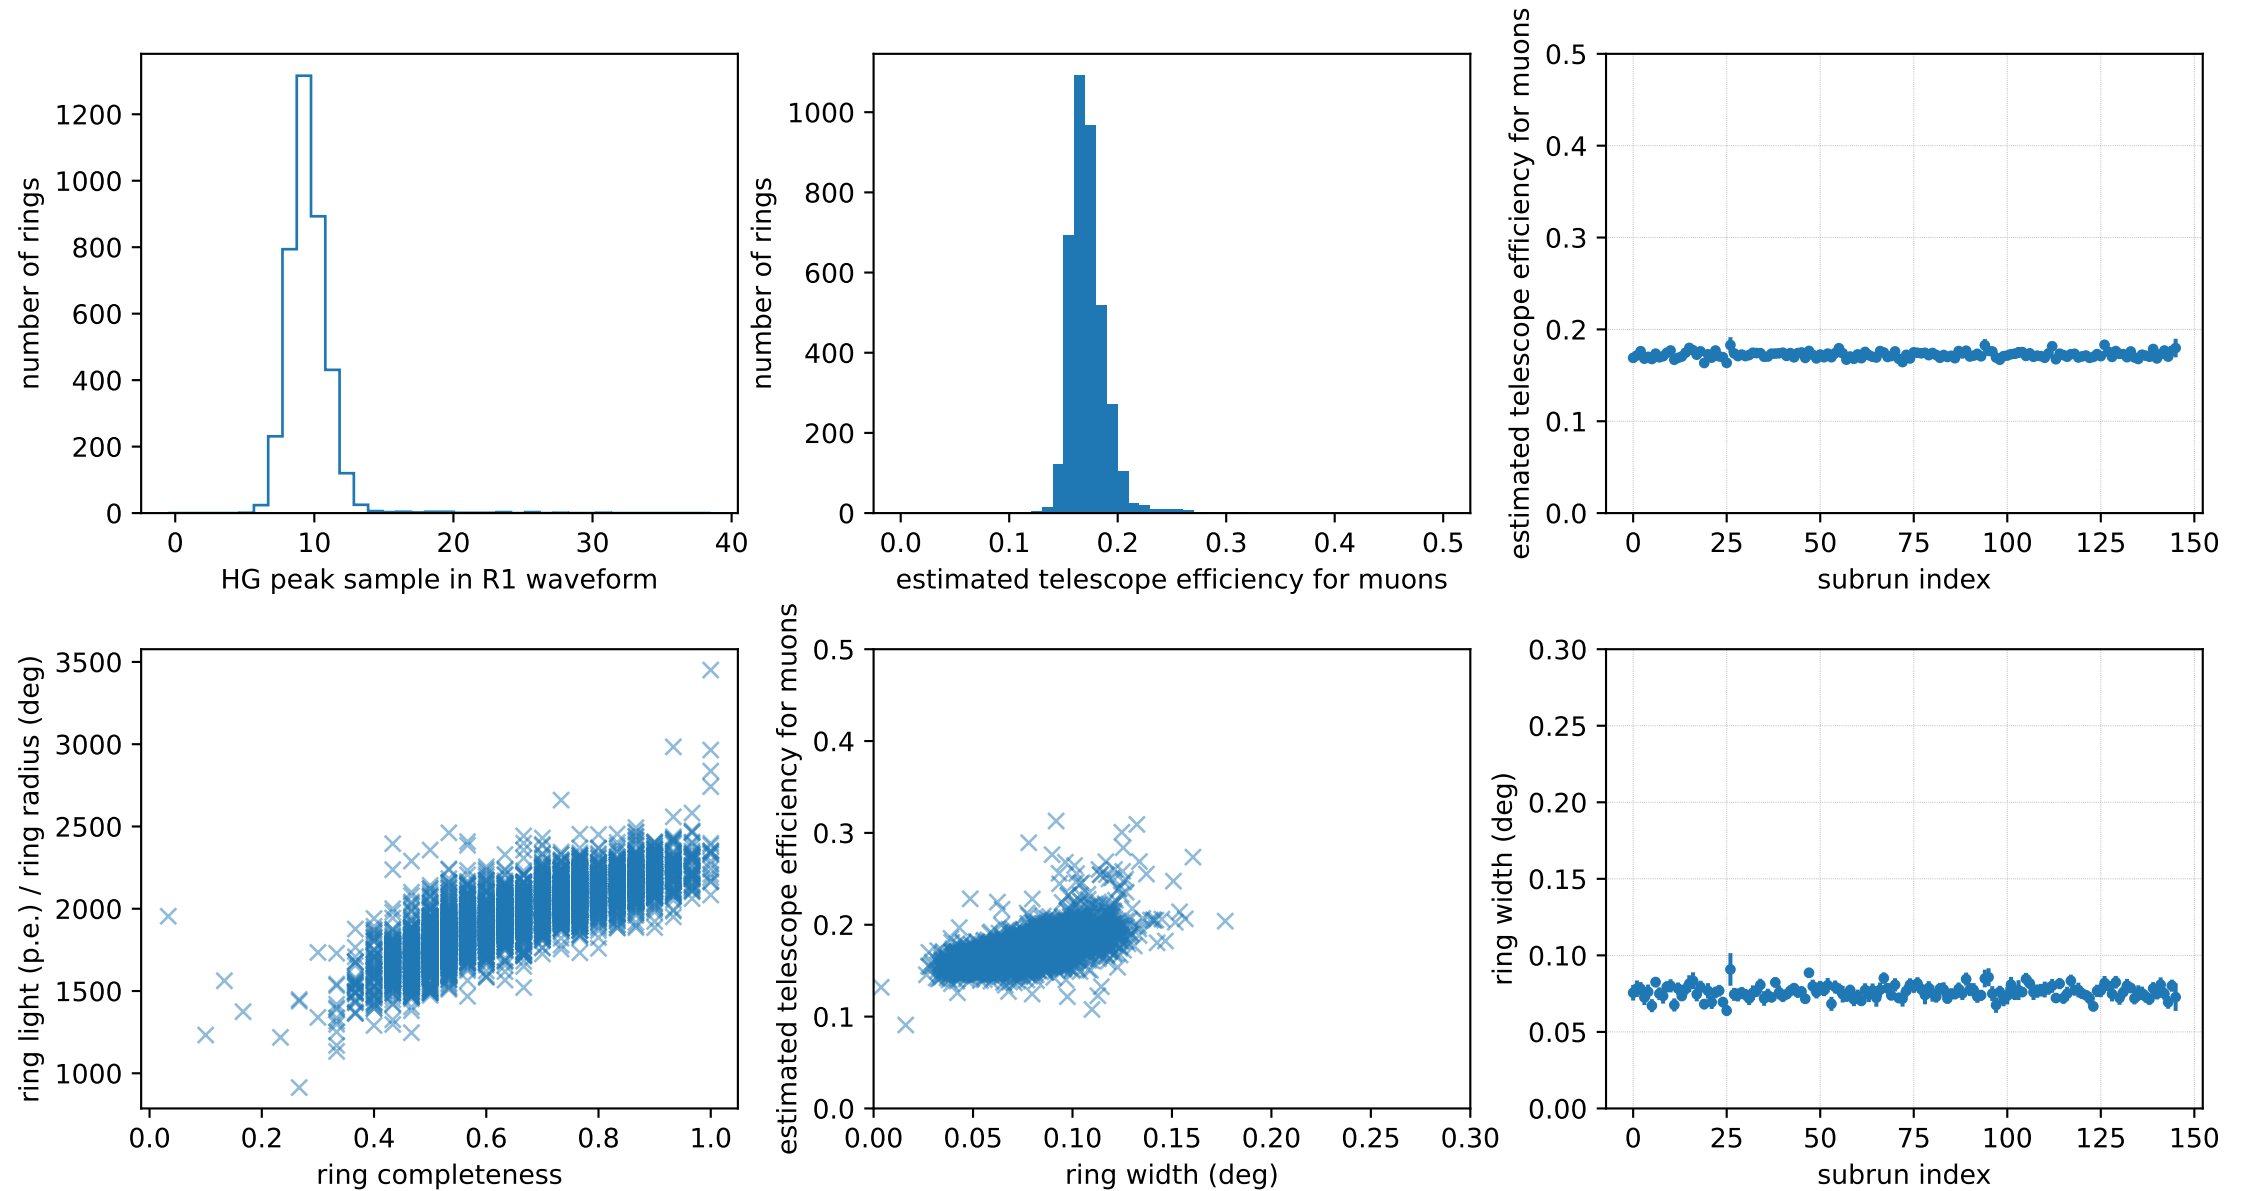 1200
1000
800
600
400
200
0
number of rings
0 10 20 30 40
HG peak sample in R1 waveform
1000
800
600
400
200
0
number of rings
0.0 0.1 0.2 0.3 0.4 0.5
estimated telescope efficiency for muons
0.5
0.4
0.3
0.2
0.1
0.0
estimated telescope efficiency for muons
0 25 50 75 100 125 150
subrun index
3500
3000
2500
2000
1500
1000
ring light (p.e.) / ring radius (deg)
0.0 0.2 0.4 0.6 0.8 1.0
ring completeness
0.5
0.4
0.3
0.2
0.1
0.0
estimated telescope efficiency for muons
0.00 0.05 0.10 0.15 0.20 0.25 0.30
ring width (deg)
0.30
0.25
0.20
0.15
0.10
0.05
0.00
ring width (deg)
0 25 50 75 100 125 150
subrun index